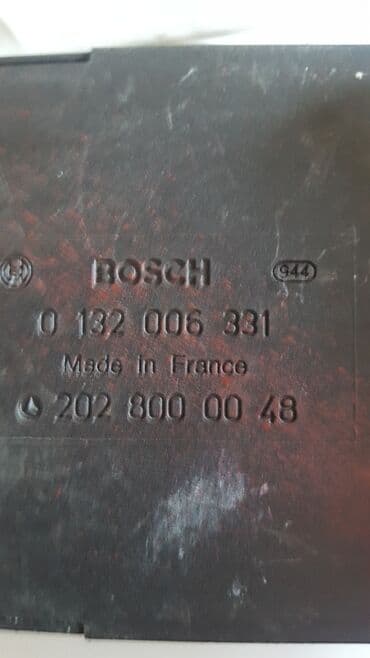 BOSCH 944
0 132 006 331
Made in France
202 800 00 48